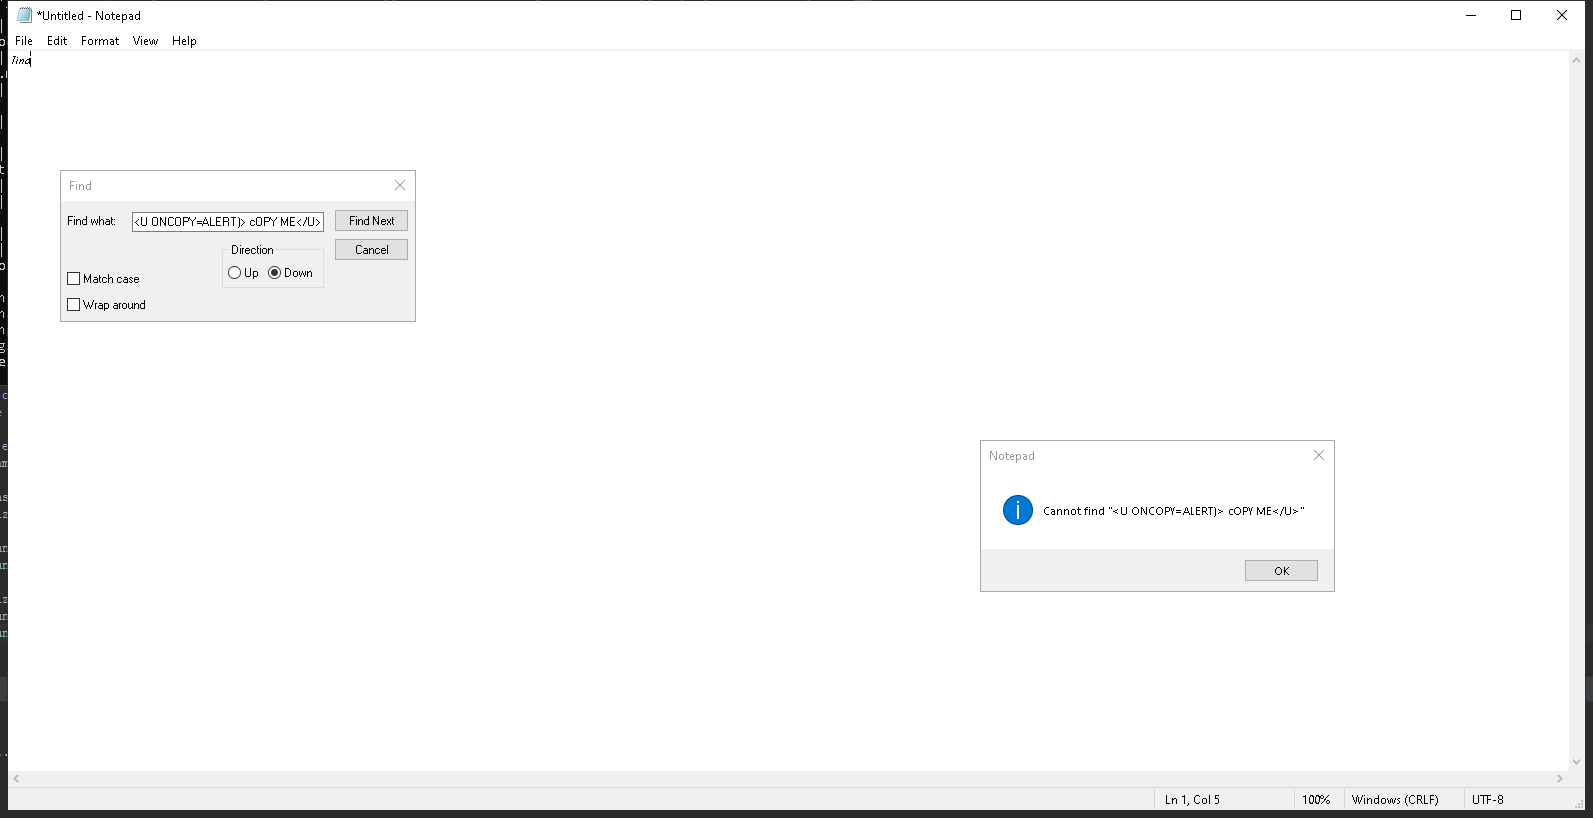 *Untitled - Notepad
File Edit Format View Help
Find
Find
Find what: <U ONCOPY=ALERT)> cOPY ME</U> Find Next
Direction Cancel
Up Down
Match case
Wrap around
Notepad
Cannot find "<U ONCOPY=ALERT)> cOPY ME</U>"
OK
Ln 1, Col 5 100% Windows (CRLF) UTF-8